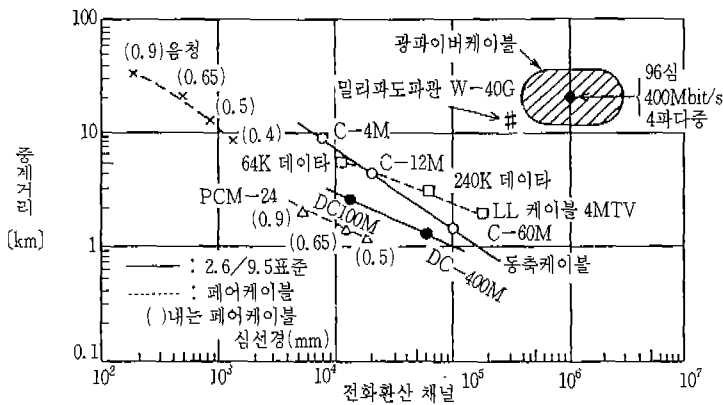 100
10
1
0.1
중계거리
[km]
(0.9) 음청
(0.65)
(0.5)
(0.4)
광파이버케이블
96심
400Mbit/s
4파다중
밀리파도파관 W-40G
C-4M
64K 데이타
C-12M
240K 데이타
PCM-24
(0.9)
(0.65)
(0.5)
DC100M
LL 케이블 4MTV
C-60M
DC-400M
동축케이블
: 2.6/9.5표준
: 페어케이블
( )내는 페어케이블
심선경(mm)
10² 10³ 10⁴ 10⁵ 10⁶ 10⁷
전화환산 채널